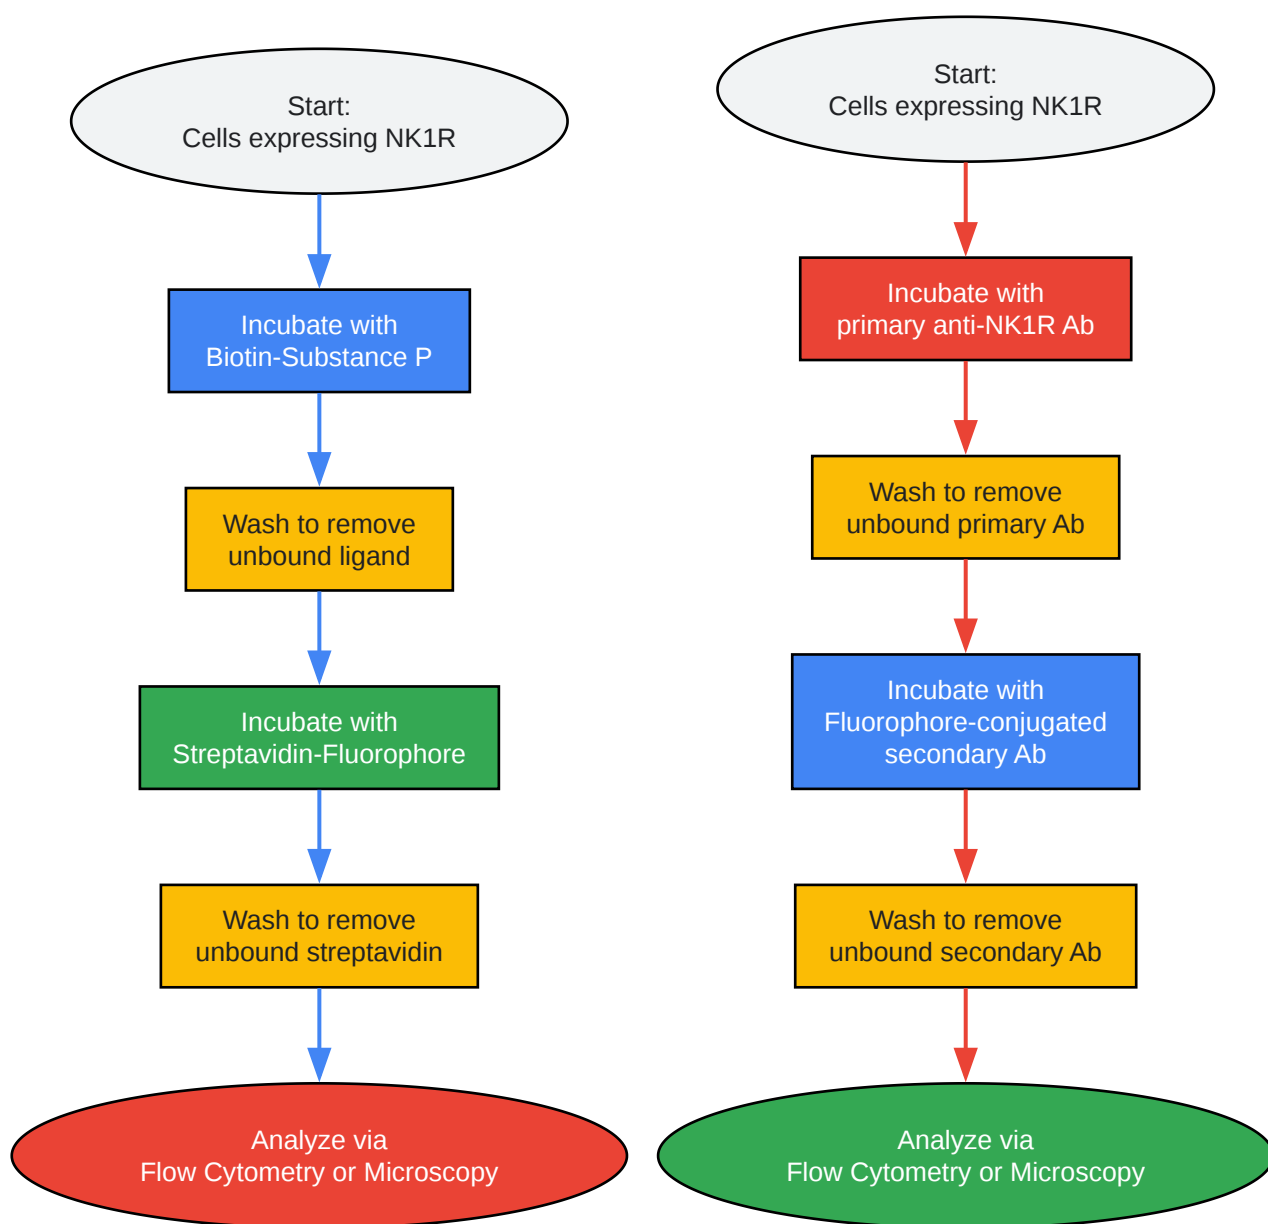 Start:
Cells expressing NK1R
Incubate with
Biotin-Substance P
Wash to remove
unbound ligand
Incubate with
Streptavidin-Fluorophore
Wash to remove
unbound streptavidin
Analyze via
Flow Cytometry or Microscopy
Start:
Cells expressing NK1R
Incubate with
primary anti-NK1R Ab
Wash to remove
unbound primary Ab
Incubate with
Fluorophore-conjugated
secondary Ab
Wash to remove
unbound secondary Ab
Analyze via
Flow Cytometry or Microscopy